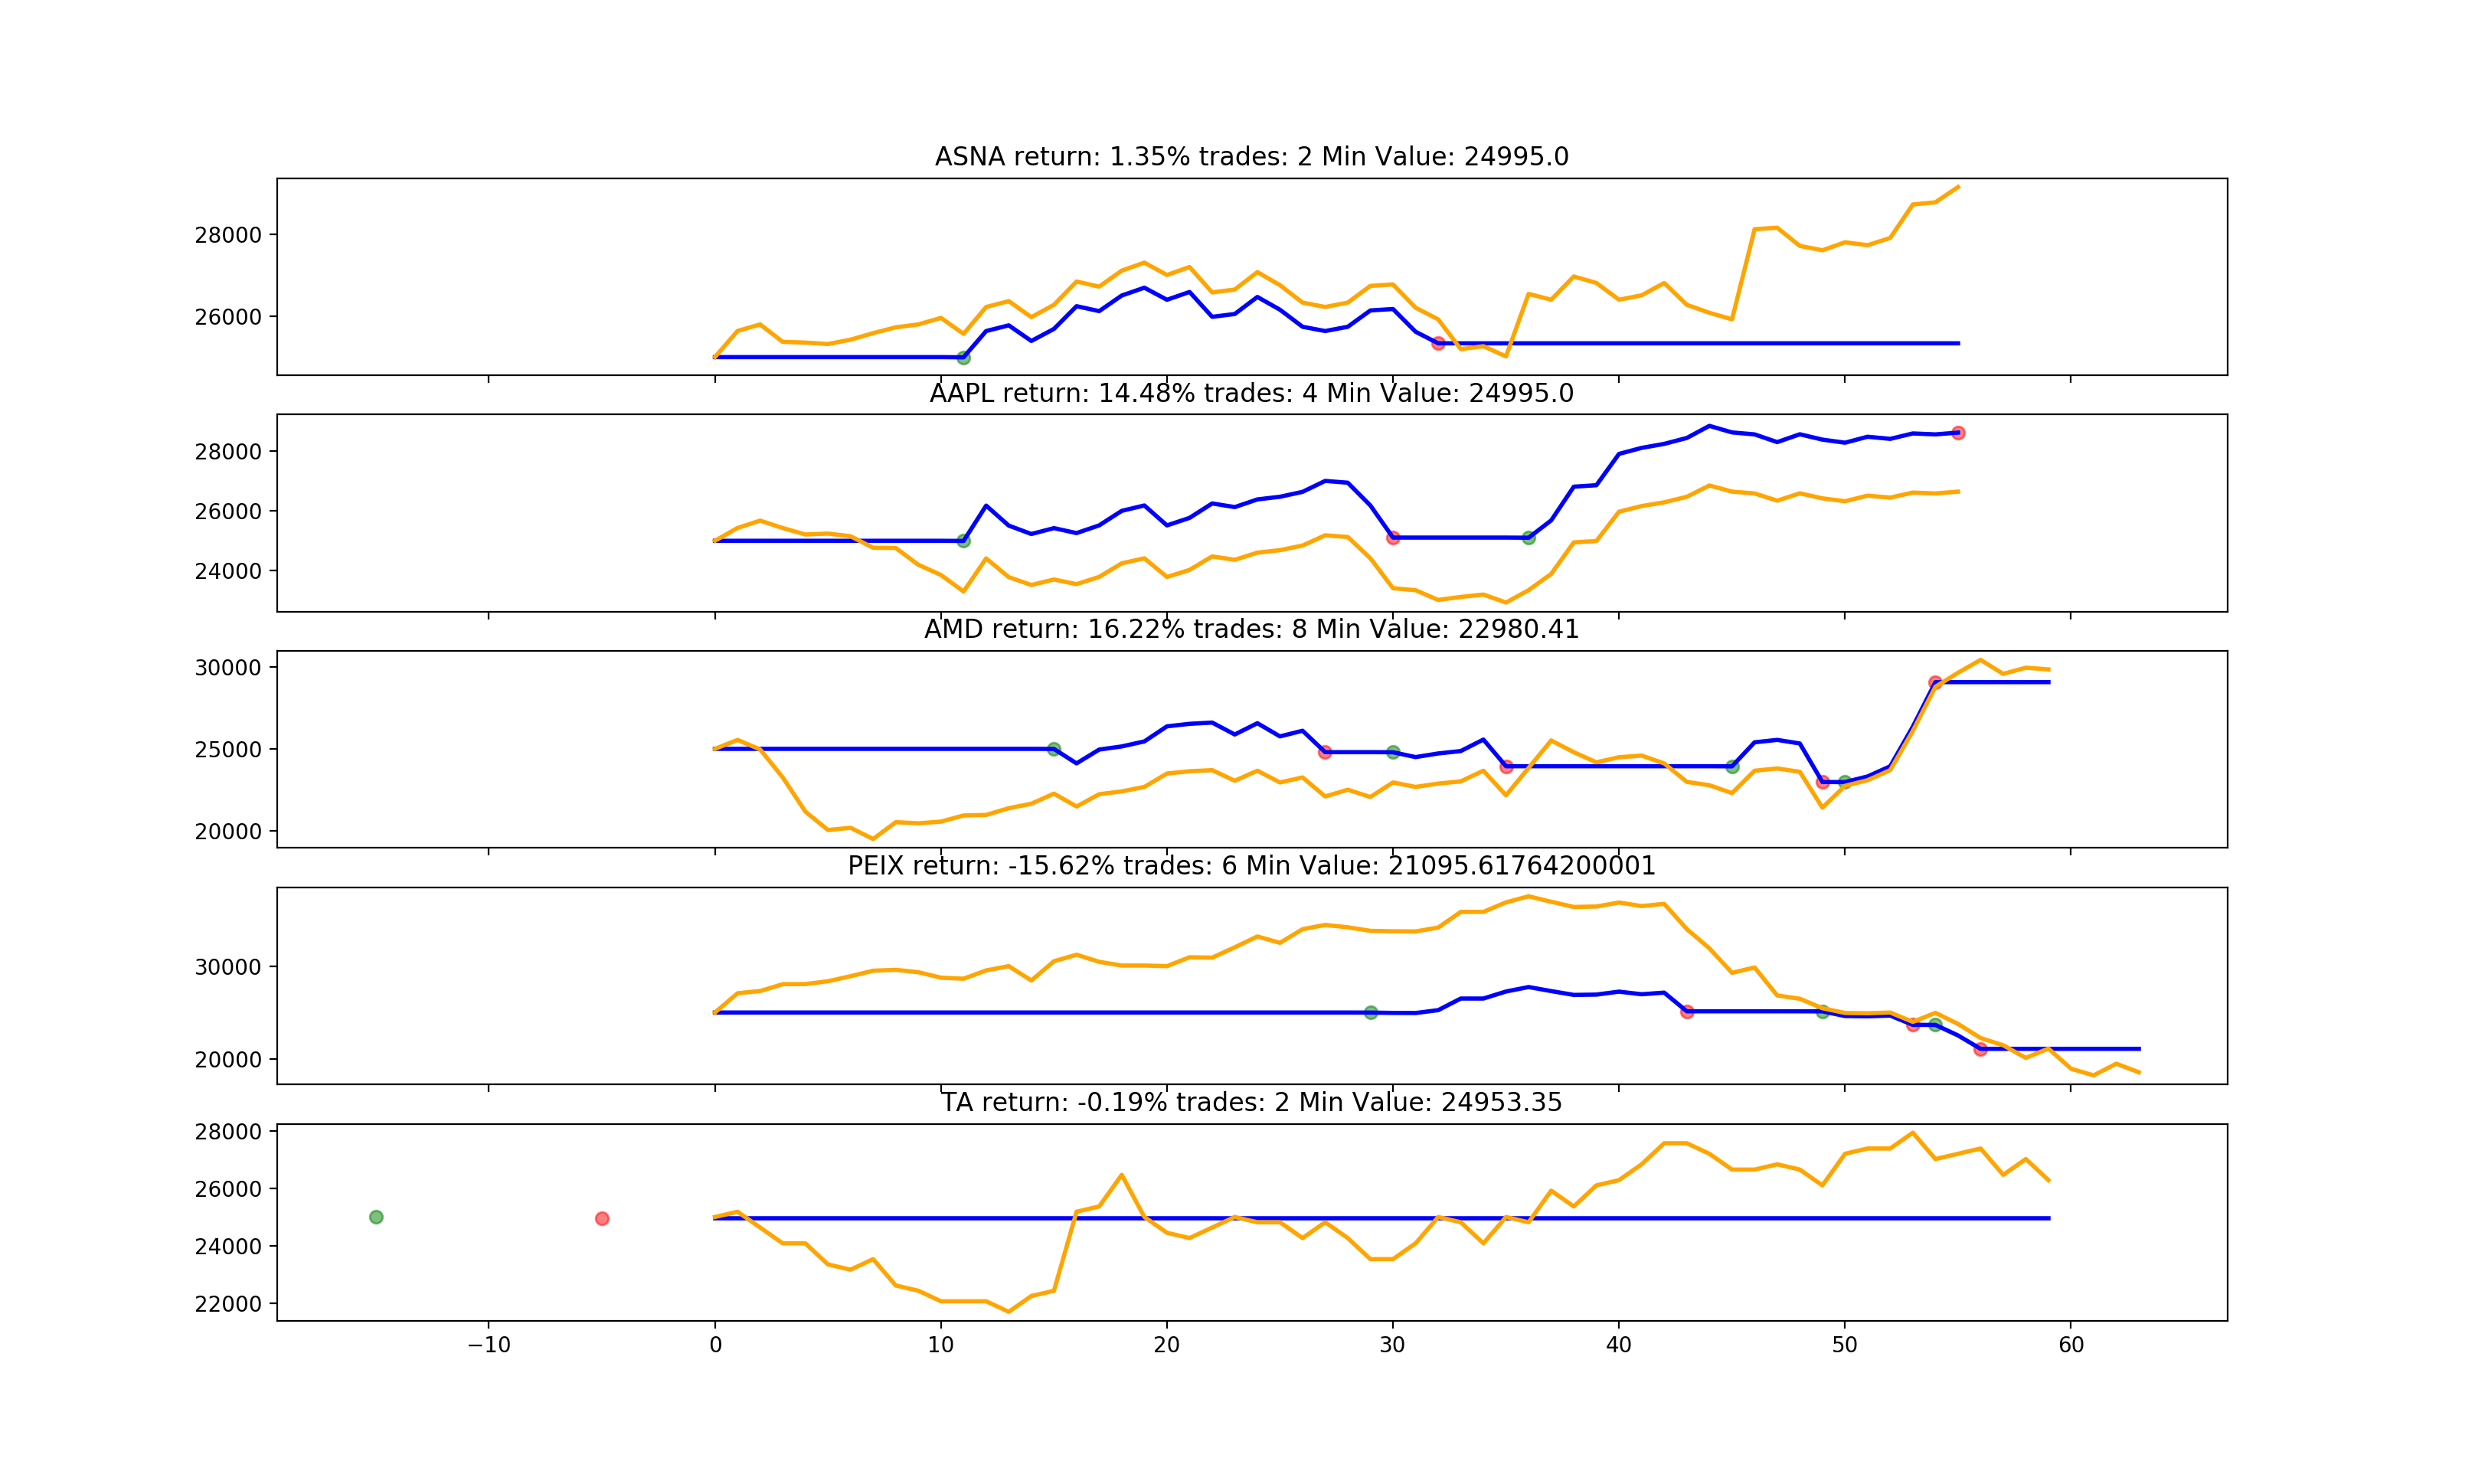 ASNA return: 1.35% trades: 2 Min Value: 24995.0
28000
26000
AAPL return: 14.48% trades: 4 Min Value: 24995.0
28000
26000
24000
AMD return: 16.22% trades: 8 Min Value: 22980.41
30000
25000
20000
PEIX return: -15.62% trades: 6 Min Value: 21095.61764200001
30000
20000
TA return: -0.19% trades: 2 Min Value: 24953.35
28000
26000
24000
22000
−10 0 10 20 30 40 50 60